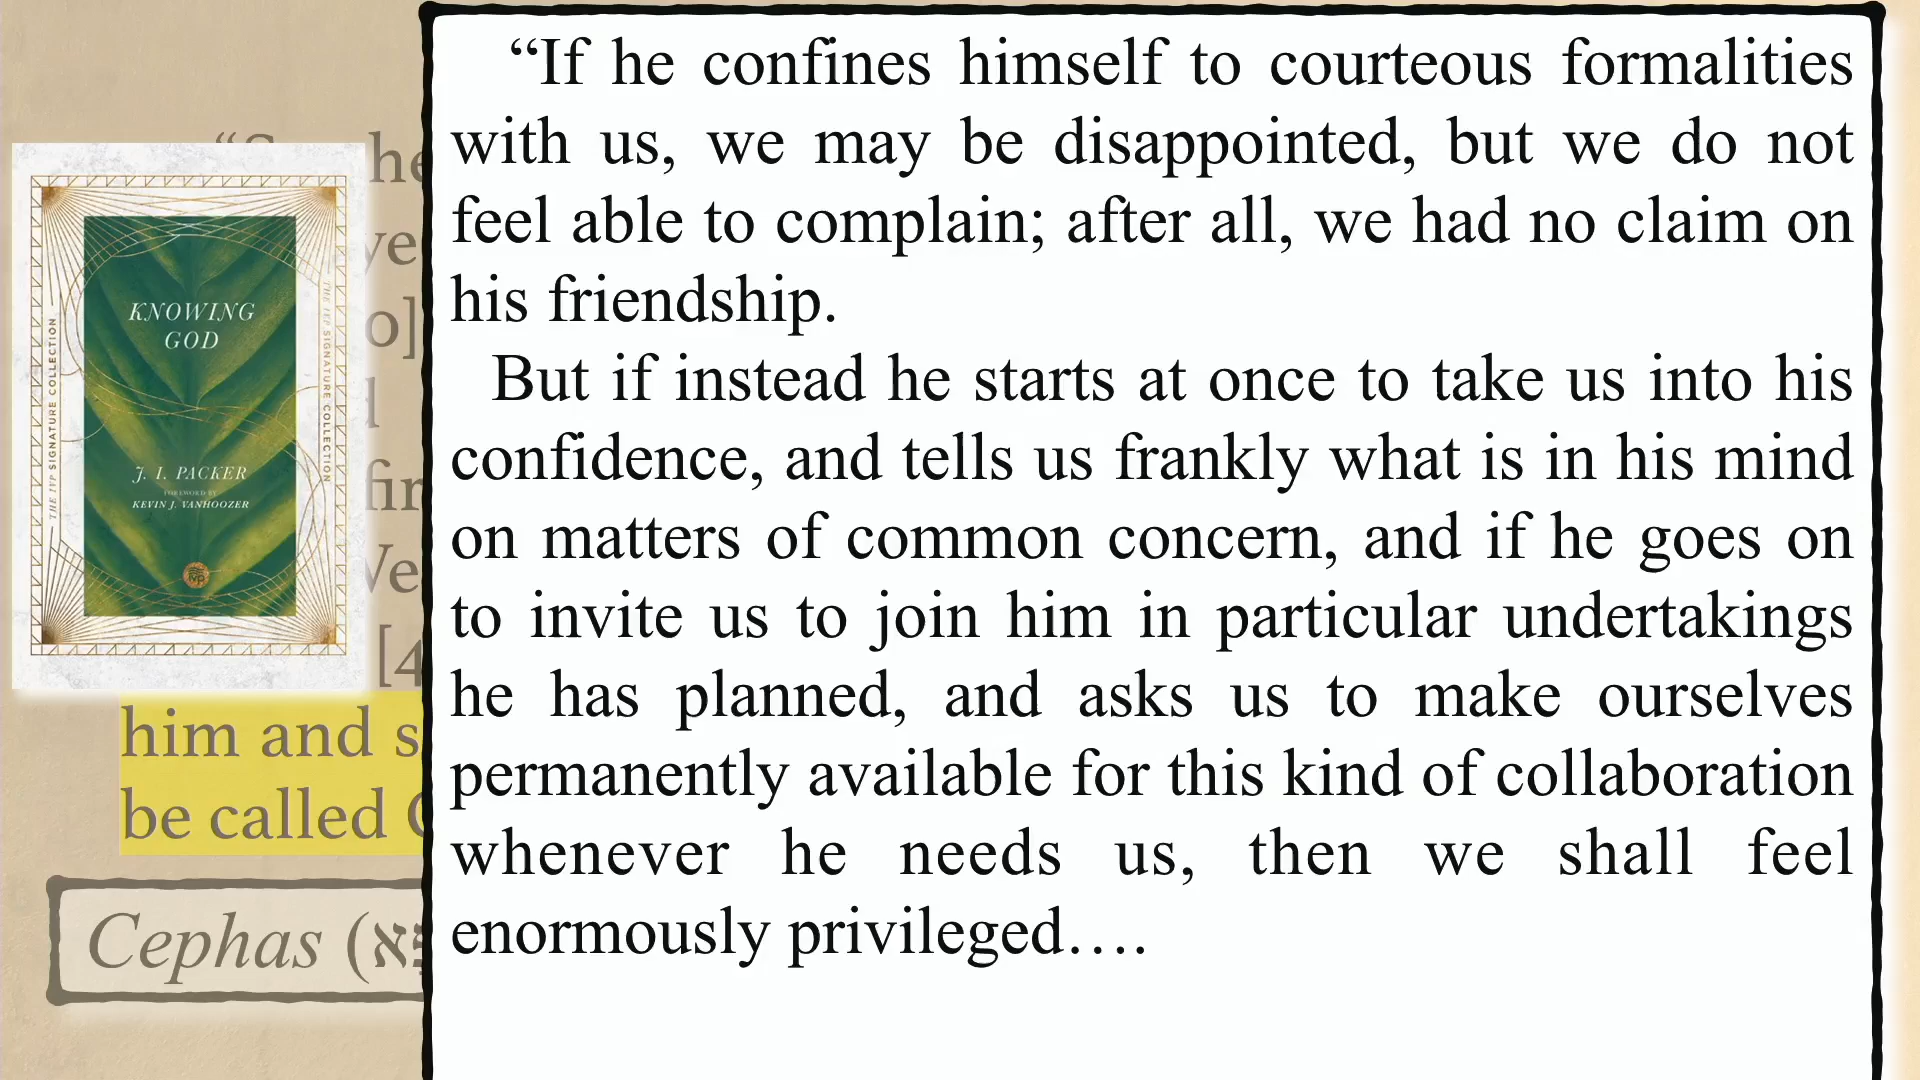 “If he confines himself to courteous formalities
with us, we may be disappointed, but we do not
feel able to complain; after all, we had no claim on
his friendship.
But if instead he starts at once to take us into his
confidence, and tells us frankly what is in his mind
on matters of common concern, and if he goes on
to invite us to join him in particular undertakings
he has planned, and asks us to make ourselves
permanently available for this kind of collaboration
whenever he needs us, then we shall feel
enormously privileged….
KNOWING
GOD
J. I. PACKER
FOREWORD BY
KEVIN J. VANHOOZER
THE IVP SIGNATURE COLLECTION
THE IVP SIGNATURE COLLECTION
IVP
him and
be called
Cephas